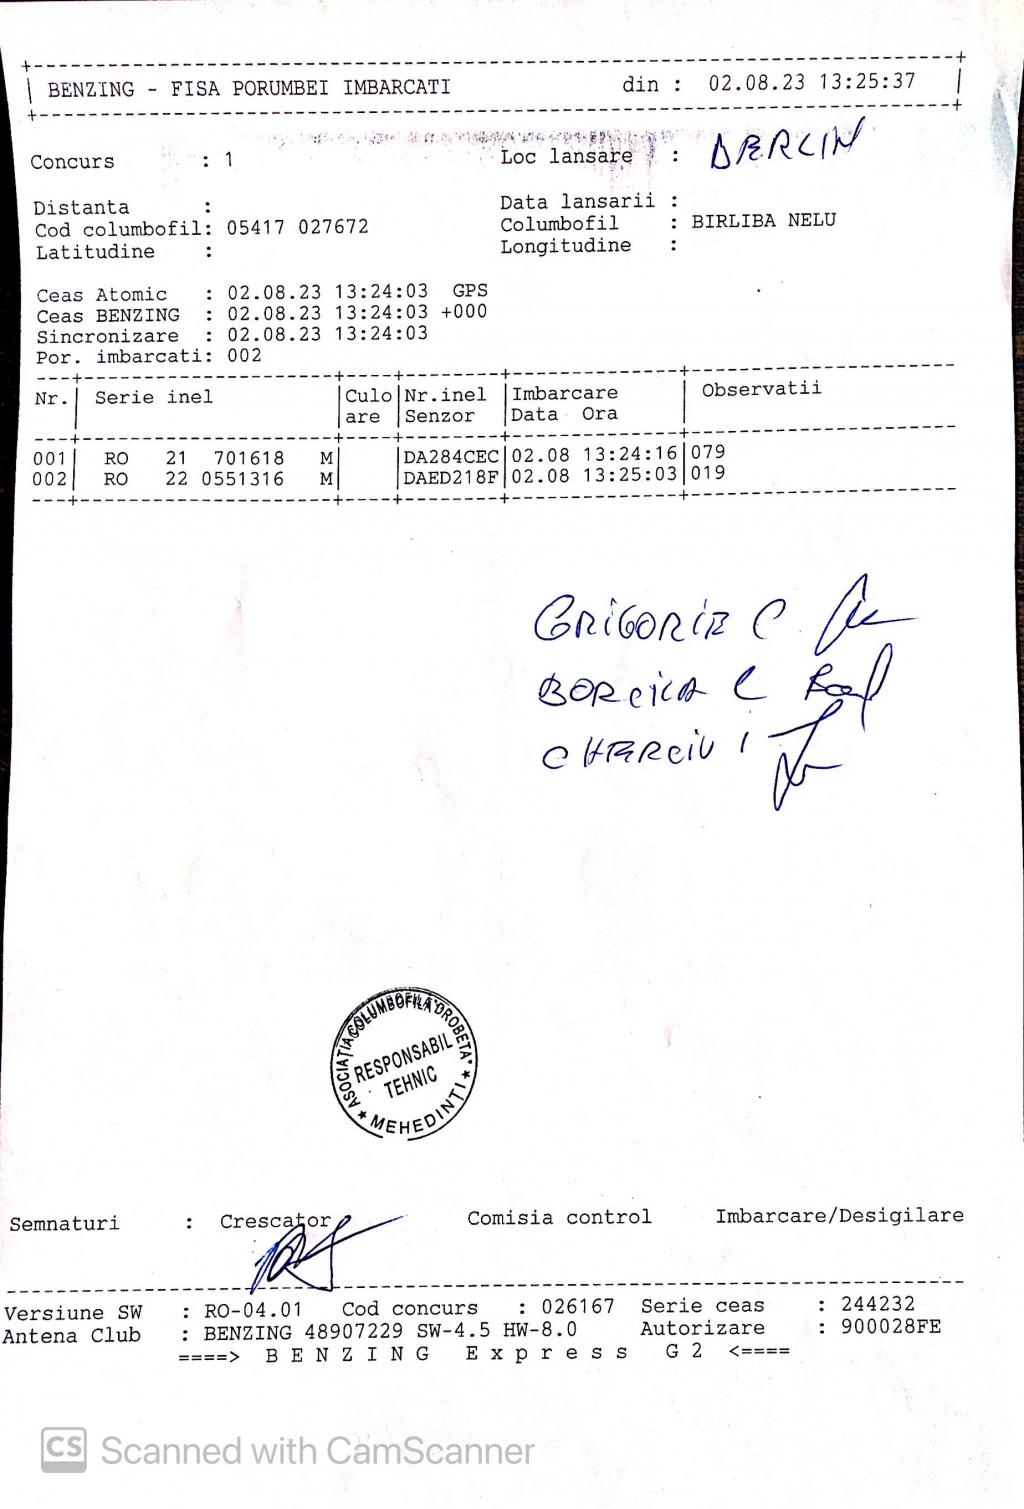 BENZING - FISA PORUMBEI IMBARCATI din : 02.08.23 13:25:37
Concurs : 1 Loc lansare : BERLIN
Distanta : Data lansarii :
Cod columbofil: 05417 027672 Columbofil : BIRLIBA NELU
Latitudine : Longitudine :
Ceas Atomic : 02.08.23 13:24:03 GPS
Ceas BENZING : 02.08.23 13:24:03 +000
Sincronizare : 02.08.23 13:24:03
Por. imbarcati: 002
Nr. Serie inel Culo Nr.inel Imbarcare Observatii
are Senzor Data Ora
001 RO 21 701618 M DA284CEC 02.08 13:24:16 079
002 RO 22 0551316 M DAED218F 02.08 13:25:03 019
GRIGORIE C
BORCILA C
CHERCIU I
ASOCIATIA COLUMBOFILA "DROBETA"
RESPONSABIL
TEHNIC
★ MEHEDINTI ★
Semnaturi : Crescator Comisia control Imbarcare/Desigilare
Versiune SW : RO-04.01 Cod concurs : 026167 Serie ceas : 244232
Antena Club : BENZING 48907229 SW-4.5 HW-8.0 Autorizare : 900028FE
====> B E N Z I N G E x p r e s s G 2 <====
CS Scanned with CamScanner